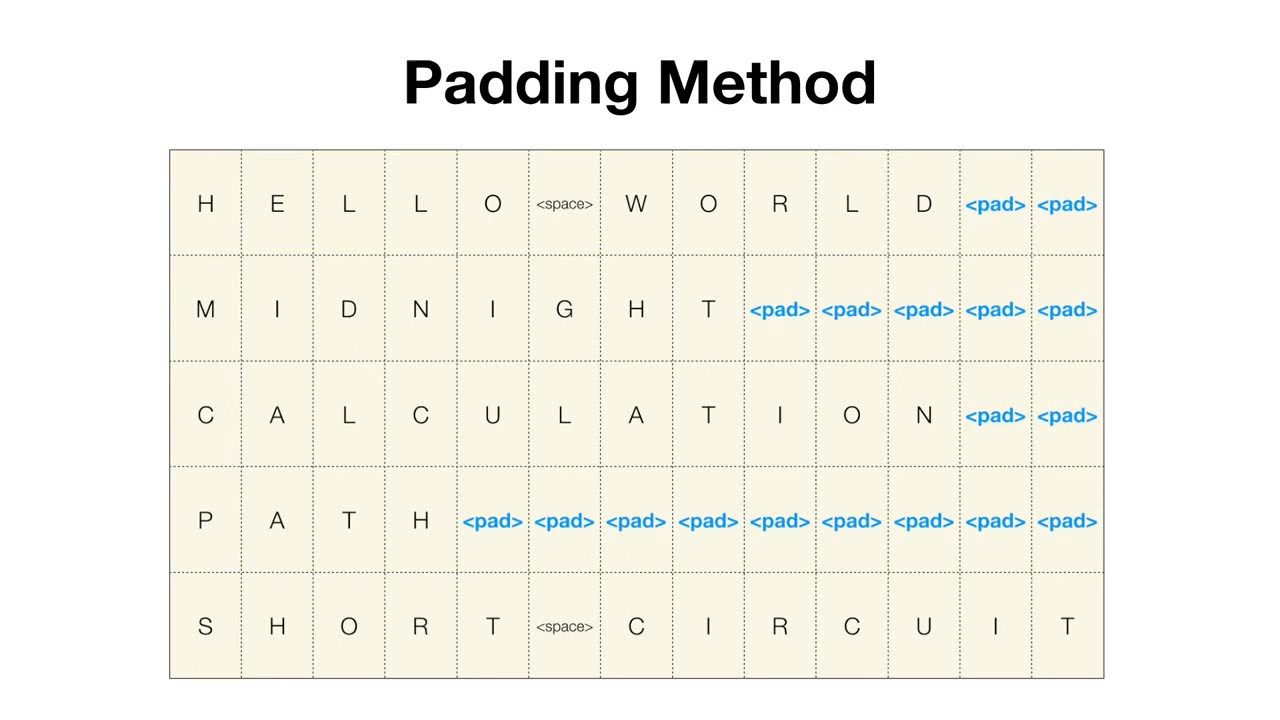 Padding Method
H E L L O <space> W O R L D <pad> <pad>
M I D N I G H T <pad> <pad> <pad> <pad> <pad>
C A L C U L A T I O N <pad> <pad>
P A T H <pad> <pad> <pad> <pad> <pad> <pad> <pad> <pad> <pad>
S H O R T <space> C I R C U I T